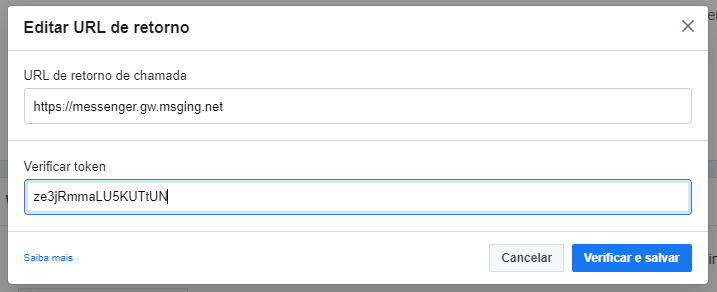 Editar URL de retorno
URL de retorno de chamada
https://messenger.gw.msging.net
Verificar token
ze3jRmmaLU5KUTtUN
Saiba mais
Cancelar
Verificar e salvar